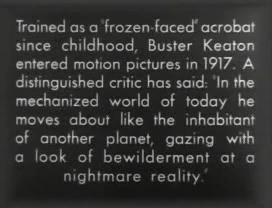 Trained as a "frozen-faced" acrobat
since childhood, Buster Keaton
entered motion pictures in 1917. A
distinguished critic has said: "In the
mechanized world of today he
moves about like the inhabitant
of another planet, gazing with
a look of bewilderment at a
nightmare reality."